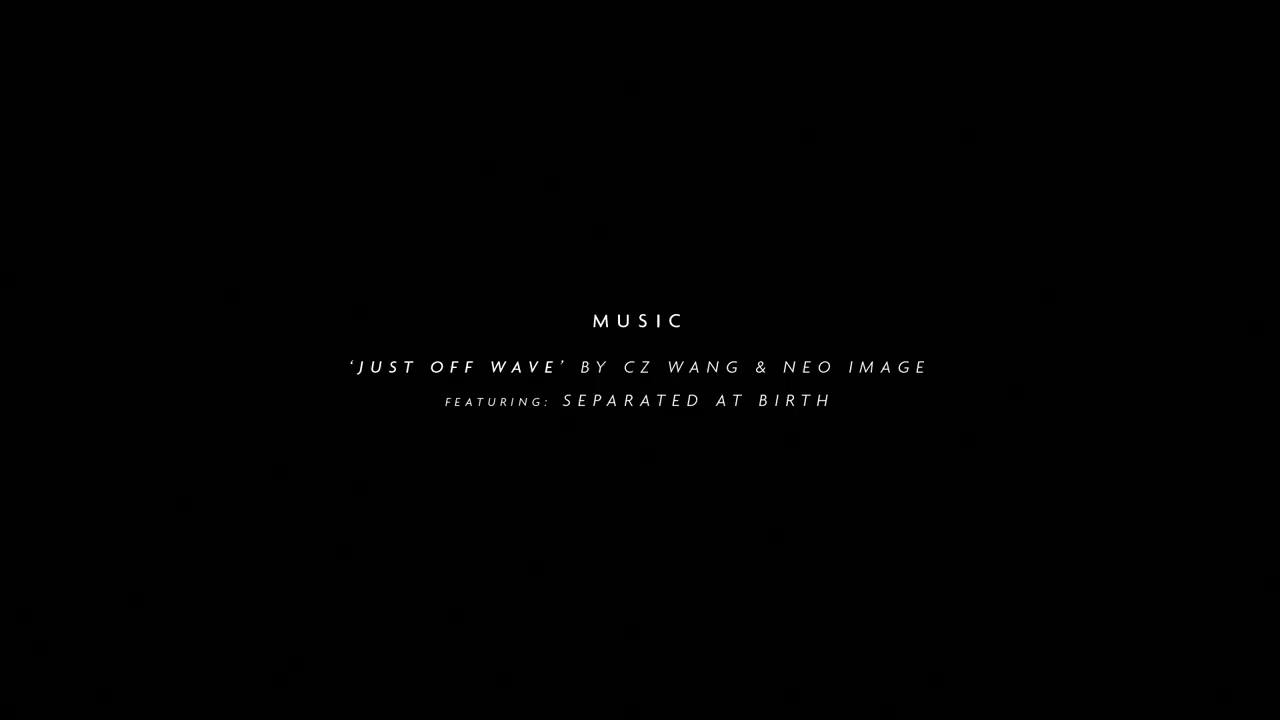 MUSIC
‘JUST OFF WAVE’ BY CZ WANG & NEO IMAGE
FEATURING: SEPARATED AT BIRTH